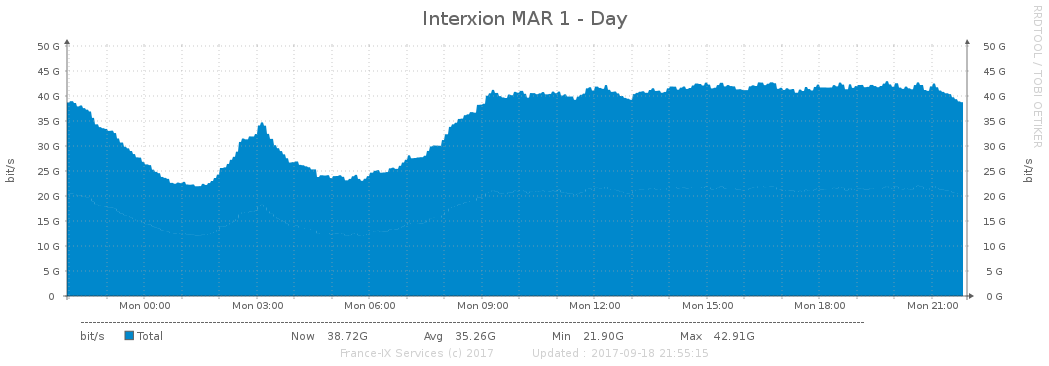 Interxion MAR 1 - Day
RRDTOOL / TOBI OETIKER
50 G 50 G
45 G 45 G
40 G 40 G
35 G 35 G
30 G 30 G
25 G 25 G
20 G 20 G
15 G 15 G
10 G 10 G
5 G 5 G
0 0 G
bit/s bit/s
Mon 00:00 Mon 03:00 Mon 06:00 Mon 09:00 Mon 12:00 Mon 15:00 Mon 18:00 Mon 21:00
bit/s Total Now 38.72G Avg 35.26G Min 21.90G Max 42.91G
France-IX Services (c) 2017 Updated : 2017-09-18 21:55:15